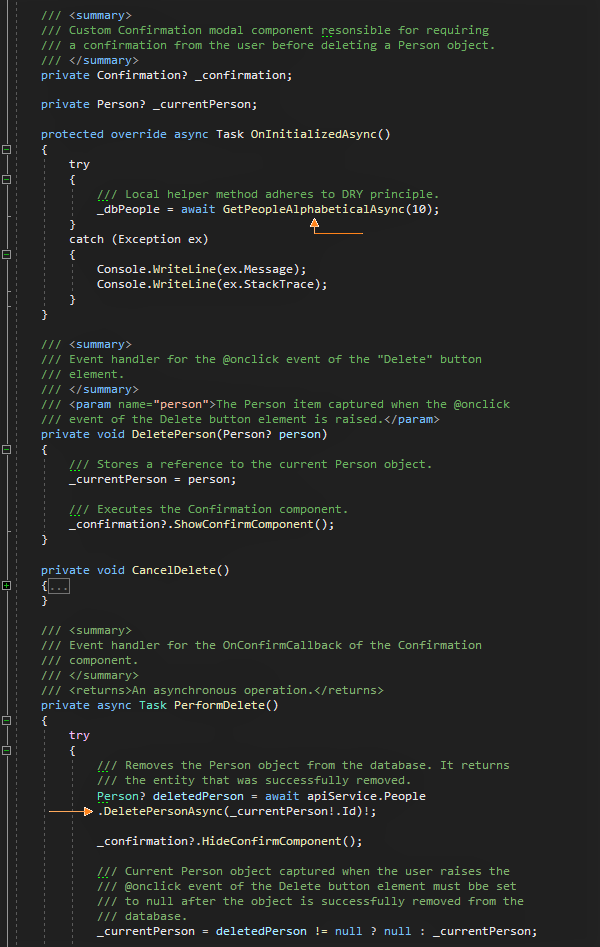 /// <summary>
/// Custom Confirmation modal component resonsible for requiring
/// a confirmation from the user before deleting a Person object.
/// </summary>
private Confirmation? _confirmation;
private Person? _currentPerson;
protected override async Task OnInitializedAsync()
{
try
{
/// Local helper method adheres to DRY principle.
_dbPeople = await GetPeopleAlphabeticalAsync(10);
}
catch (Exception ex)
{
Console.WriteLine(ex.Message);
Console.WriteLine(ex.StackTrace);
}
}
/// <summary>
/// Event handler for the @onclick event of the "Delete" button
/// element.
/// </summary>
/// <param name="person">The Person item captured when the @onclick
/// event of the Delete button element is raised.</param>
private void DeletePerson(Person? person)
{
/// Stores a reference to the current Person object.
_currentPerson = person;
/// Executes the Confirmation component.
_confirmation?.ShowConfirmComponent();
}
private void CancelDelete()
{...
}
/// <summary>
/// Event handler for the OnConfirmCallback of the Confirmation
/// component.
/// </summary>
/// <returns>An asynchronous operation.</returns>
private async Task PerformDelete()
{
try
{
/// Removes the Person object from the database. It returns
/// the entity that was successfully removed.
Person? deletedPerson = await apiService.People
.DeletePersonAsync(_currentPerson!.Id)!;
_confirmation?.HideConfirmComponent();
/// Current Person object captured when the user raises the
/// @onclick event of the Delete button element must bbe set
/// to null after the object is successfully removed from the
/// database.
_currentPerson = deletedPerson != null ? null : _currentPerson;